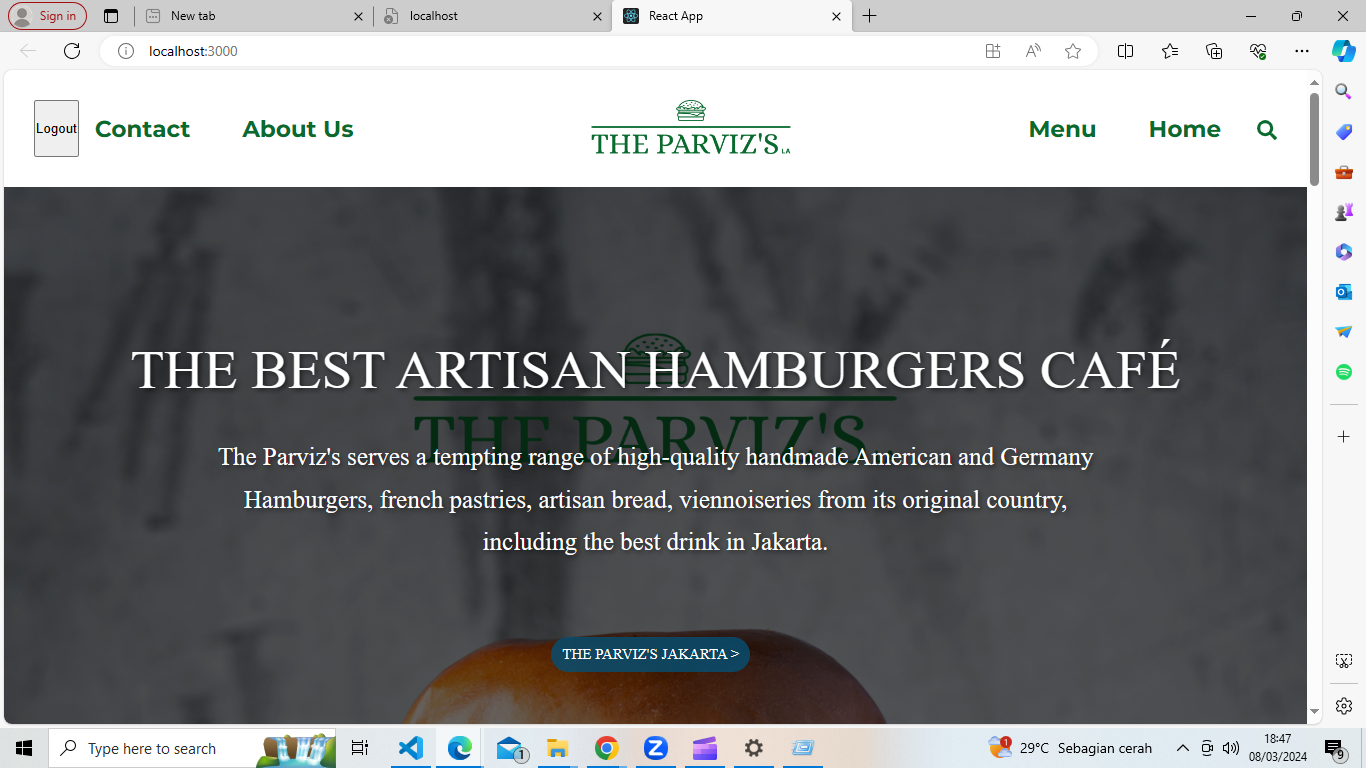 Sign in
New tab
localhost
React App
localhost:3000
Logout
Contact
About Us
THE PARVIZ'S LA
Menu
Home
THE PARVIZ'S
THE BEST ARTISAN HAMBURGERS CAFÉ
The Parviz's serves a tempting range of high-quality handmade American and Germany
Hamburgers, french pastries, artisan bread, viennoiseries from its original country,
including the best drink in Jakarta.
THE PARVIZ'S JAKARTA >
Type here to search
1
1
29°C Sebagian cerah
18:47
08/03/2024
9